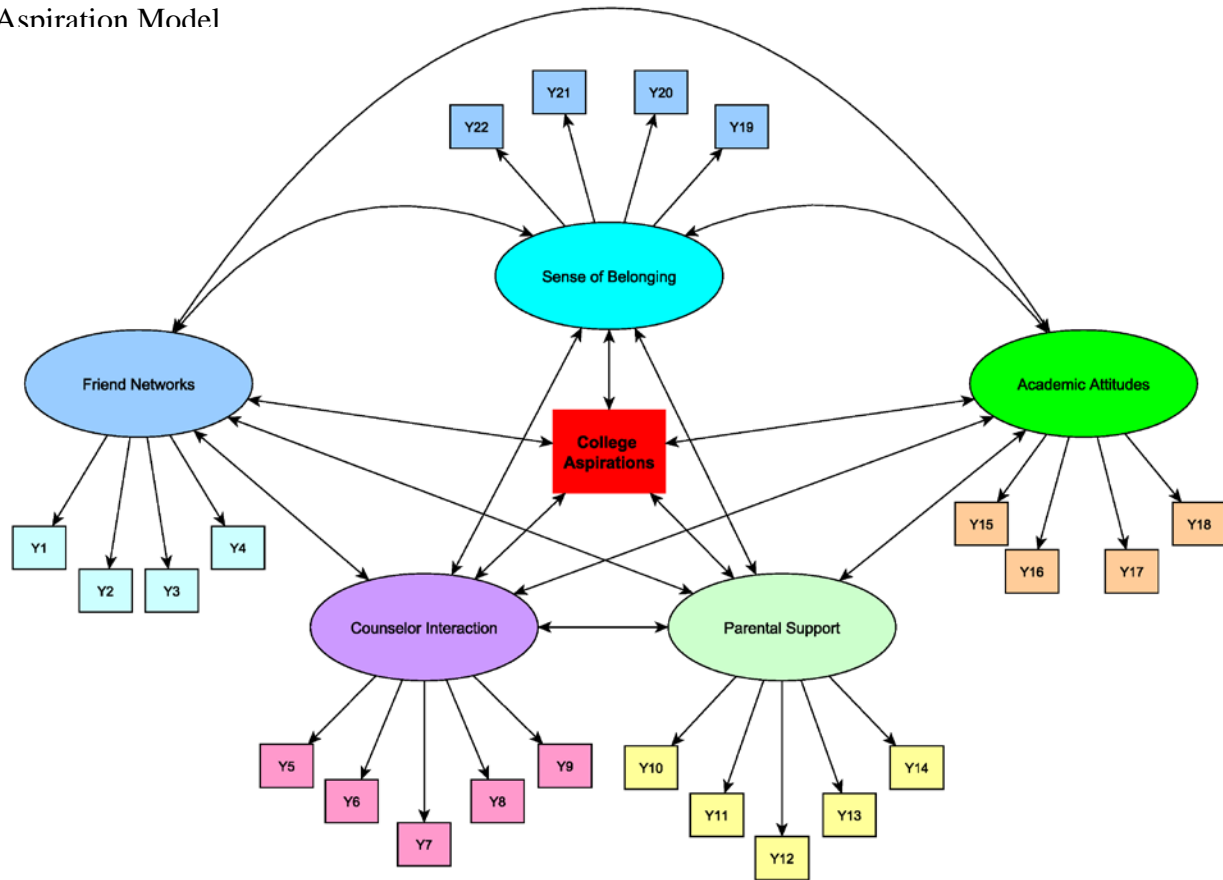 Aspiration Model
Y21
Y20
Y22
Y19
Sense of Belonging
Friend Networks
Academic Attitudes
College
Aspirations
Y1
Y4
Y2
Y3
Y15
Y18
Y16
Y17
Counselor Interaction
Parental Support
Y5
Y9
Y6
Y8
Y7
Y10
Y14
Y11
Y13
Y12